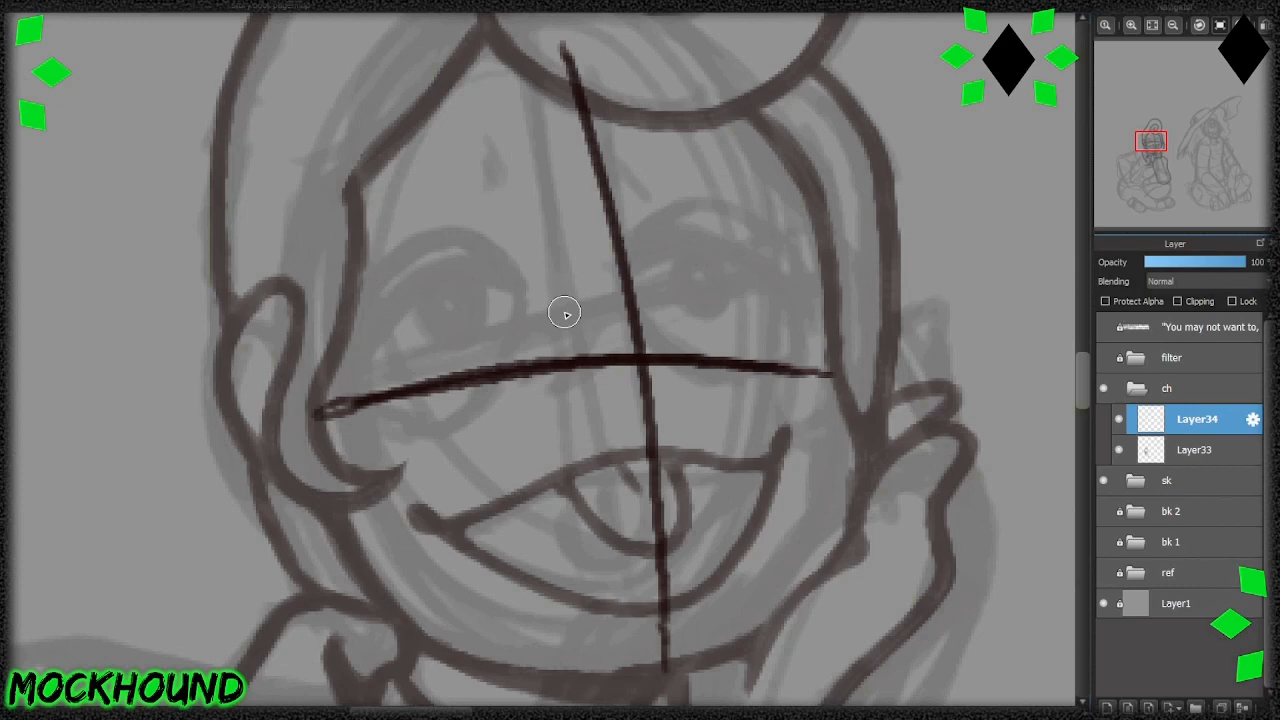 Layer
Opacity 100
Blending Normal
Protect Alpha Clipping Lock
"You may not want to,
filter
ch
Layer34
Layer33
sk
bk 2
bk 1
ref
Layer1
MOCKHOUND